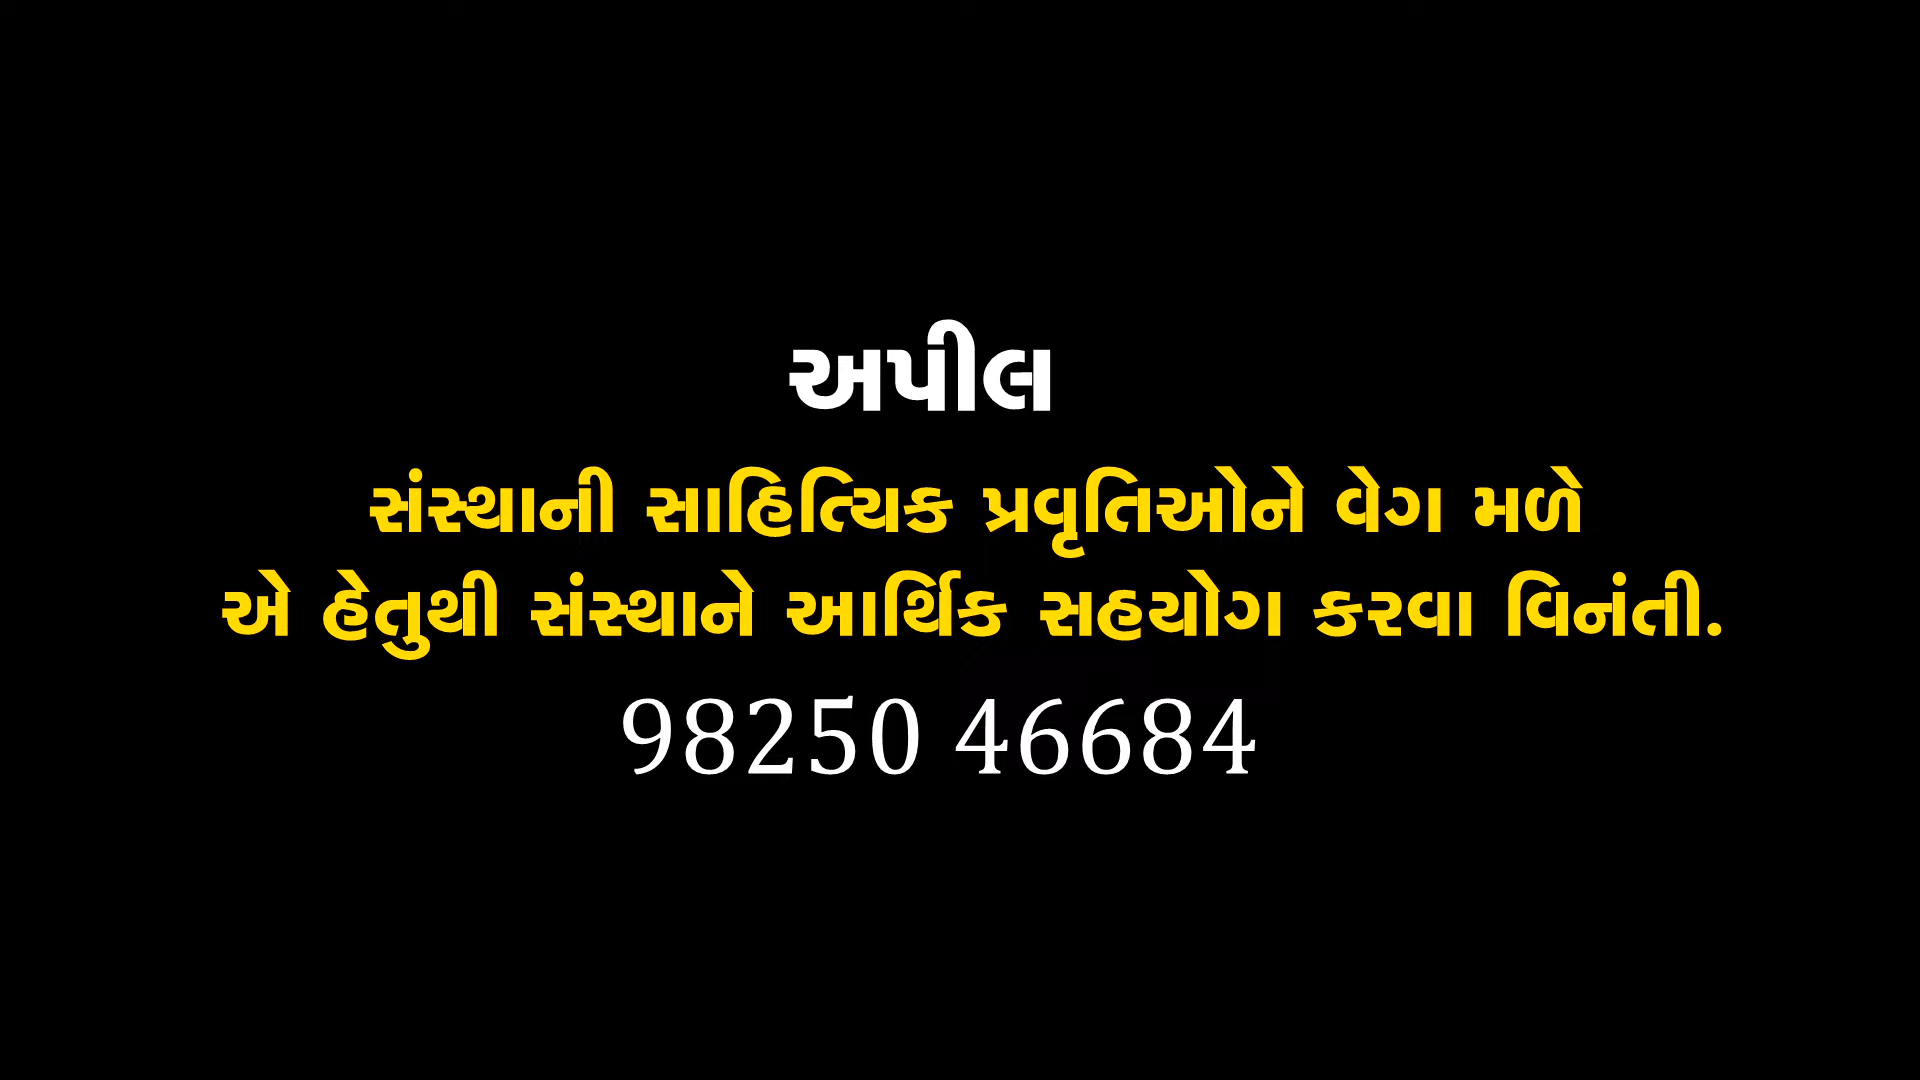 અપીલ
સંસ્થાની સાહિત્યિક પ્રવૃતિઓને વેગ મળે
એ હેતુથી સંસ્થાને આર્થિક સહયોગ કરવા વિનંતી.
98250 46684